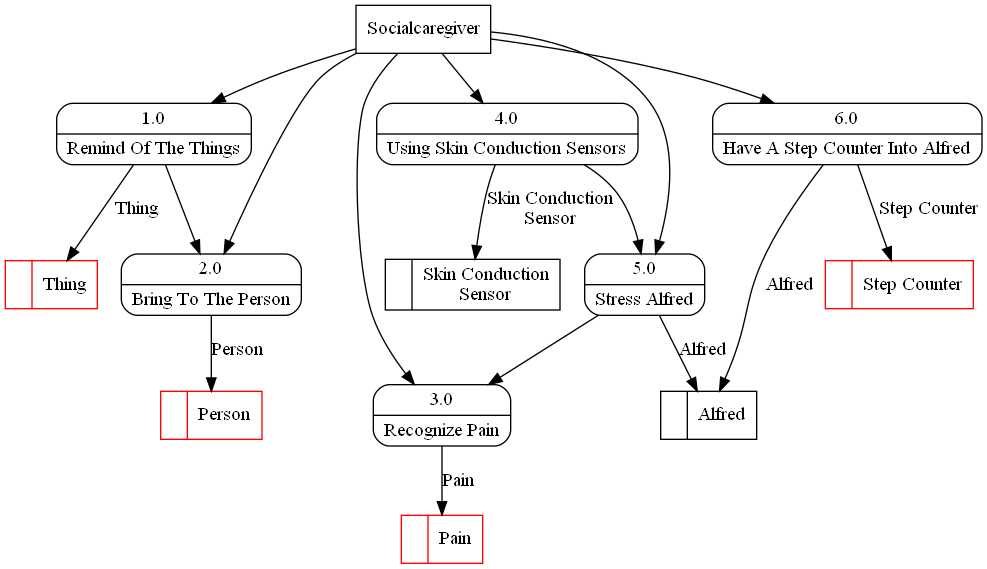 Socialcaregiver
1.0
Remind Of The Things
4.0
Using Skin Conduction Sensors
6.0
Have A Step Counter Into Alfred
Thing
Skin Conduction
Sensor
Step Counter
Thing
2.0
Bring To The Person
Skin Conduction
Sensor
5.0
Stress Alfred
Alfred
Step Counter
Person
Alfred
3.0
Recognize Pain
Person
Alfred
Pain
Pain